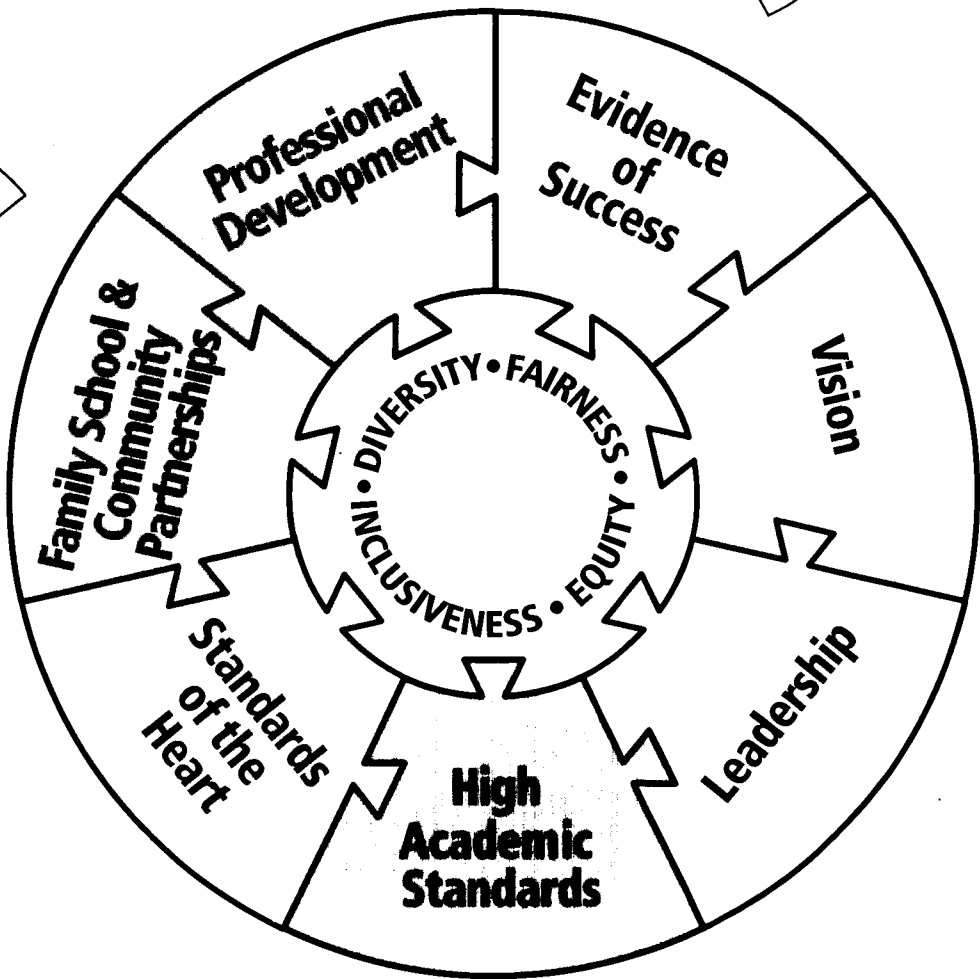 Professional
Development
Evidence
of
Success
Vision
Leadership
High
Academic
Standards
Standards
of the
Heart
Family School &
Community
Partnerships
• DIVERSITY • FAIRNESS • EQUITY • INCLUSIVENESS